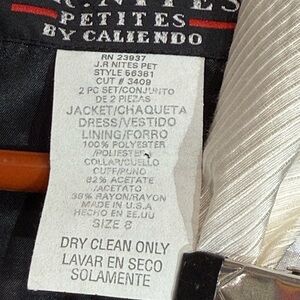 J.R. NITES
PETITES
BY CALIENDO
RN 23937
J.R NITES PET
STYLE 56381
CUT # 3409
2 PC SET/CONJUNTO
DE 2 PIEZAS
JACKET/CHAQUETA
DRESS/VESTIDO
LINING/FORRO
100% POLYESTER
/POLIESTER
COLLAR/CUELLO
CUFF/PUNO
62% ACETATE
/ACETATO
38% RAYON/RAYON
MADE IN U.S.A
HECHO EN EE.UU
SIZE 8
DRY CLEAN ONLY
LAVAR EN SECO
SOLAMENTE